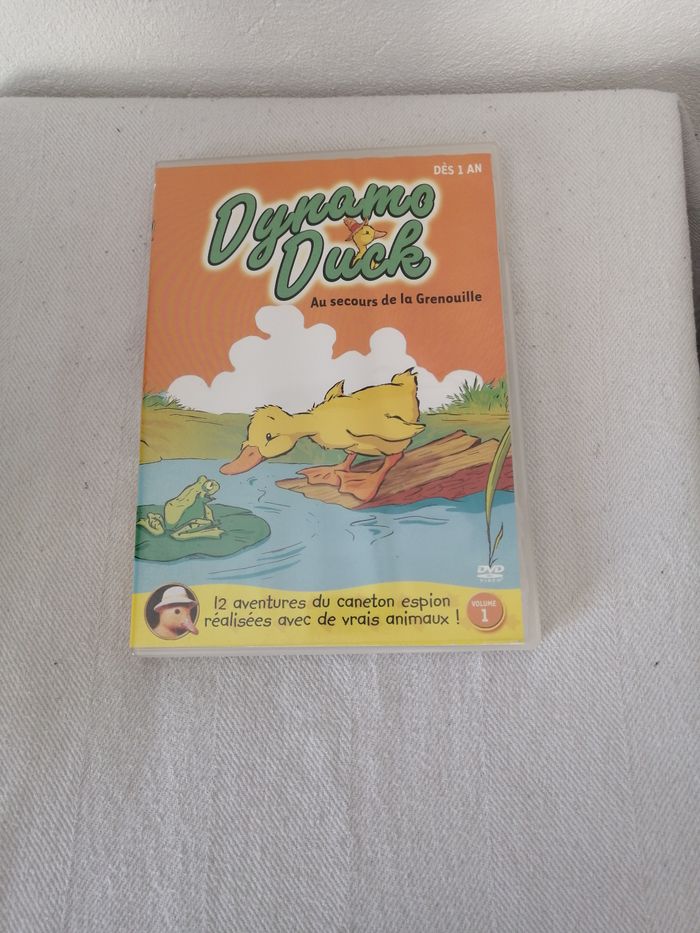 DÈS 1 AN
Dynamo
Duck
Au secours de la Grenouille
DVD
VIDEO
12 aventures du caneton espion
réalisées avec de vrais animaux !
VOLUME
1